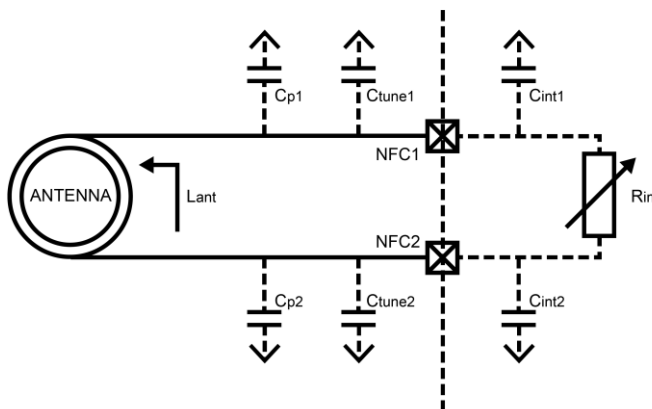 Cp1
Ctune1
Cint1
NFC1
ANTENNA
Lant
Rin
NFC2
Cp2
Ctune2
Cint2